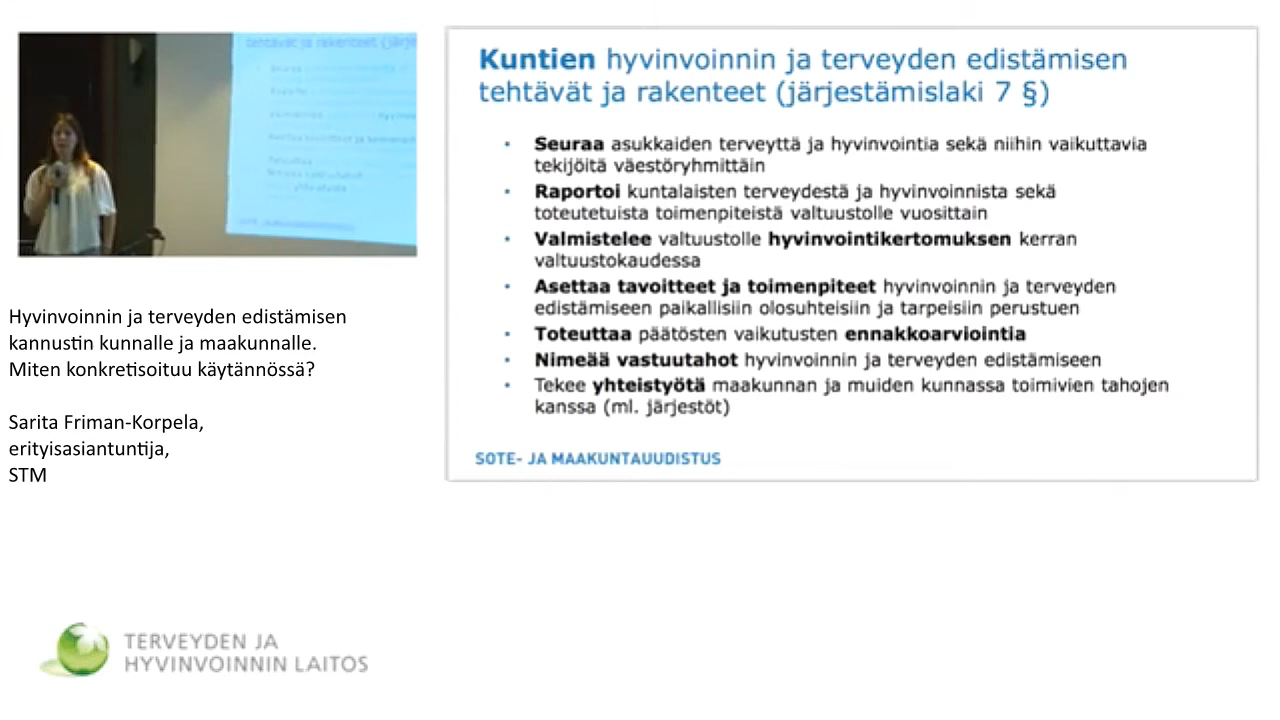 Kuntien hyvinvoinnin ja terveyden edistämisen
tehtävät ja rakenteet (järjestämislaki 7 §)
• Seuraa asukkaiden terveyttä ja hyvinvointia sekä niihin vaikuttavia
tekijöitä väestöryhmittäin
• Raportoi kuntalaisten terveydestä ja hyvinvoinnista sekä
toteutetuista toimenpiteistä valtuustolle vuosittain
• Valmistelee valtuustolle hyvinvointikertomuksen kerran
valtuustokaudessa
• Asettaa tavoitteet ja toimenpiteet hyvinvoinnin ja terveyden
edistämiseen paikallisiin olosuhteisiin ja tarpeisiin perustuen
• Toteuttaa päätösten vaikutusten ennakkoarviointia
• Nimeää vastuutahot hyvinvoinnin ja terveyden edistämiseen
• Tekee yhteistyötä maakunnan ja muiden kunnassa toimivien tahojen
kanssa (ml. järjestöt)
SOTE- JA MAAKUNTAUUDISTUS
tehtävät ja rakenteet
Seuraa
Hyvinvoinnin ja terveyden edistämisen
kannustin kunnalle ja maakunnalle.
Miten konkretisoituu käytännössä?
Sarita Friman-Korpela,
erityisasiantuntija,
STM
TERVEYDEN JA
HYVINVOINNIN LAITOS